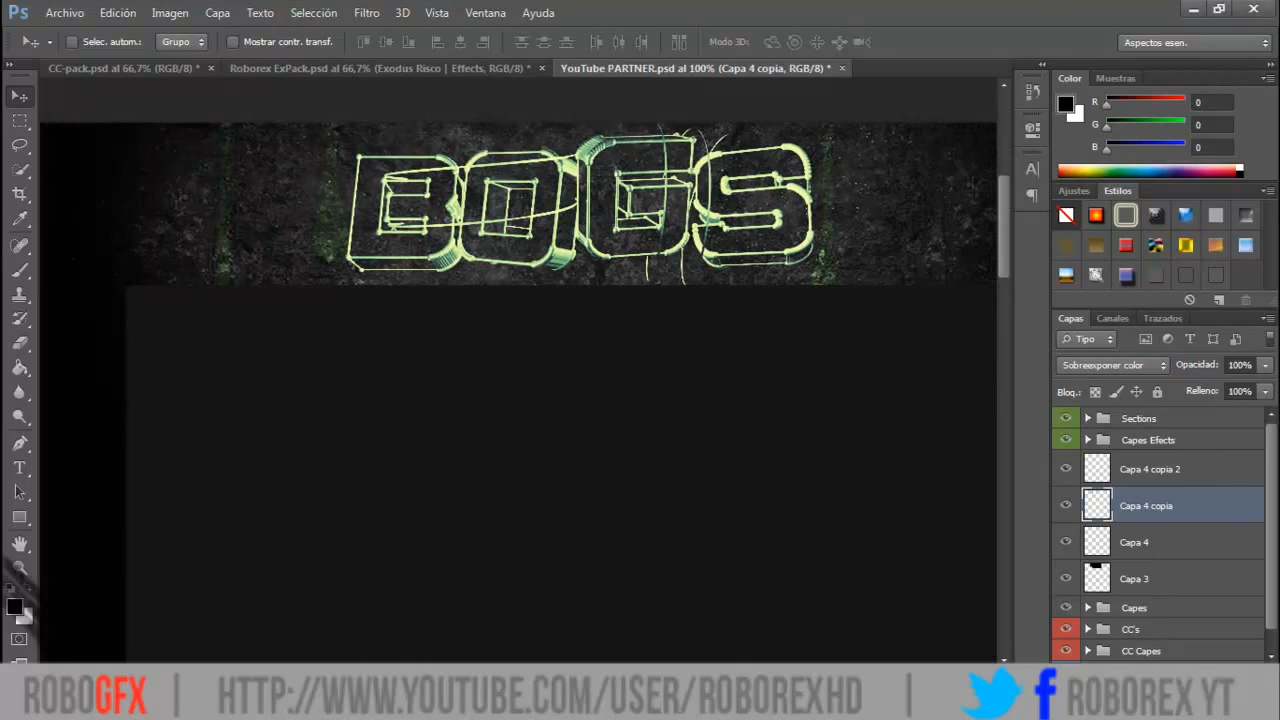 Ps Archivo Edición Imagen Capa Texto Selección Filtro 3D Vista Ventana Ayuda
Selec. autom.: Grupo Mostrar contr. transf. Modo 3D: Aspectos esen.
CC-pack.psd al 66,7% (RGB/8) * × Roborex ExPack.psd al 66,7% (Exodus Risco | Effects, RGB/8) * × YouTube PARTNER.psd al 100% (Capa 4 copia, RGB/8) * ×
Color Muestras
R 0
G 0
B 0
Ajustes Estilos
BOGS
Capas Canales Trazados
Tipo
Sobreexponer color Opacidad: 100%
Bloq.: Relleno: 100%
Sections
Capes Effects
Capa 4 copia 2
Capa 4 copia
Capa 4
Capa 3
Capes
CC's
CC Capes
ROBOGFX | HTTP://WWW.YOUTUBE.COM/ISER/ROBOREXHD | ROBOREX YT